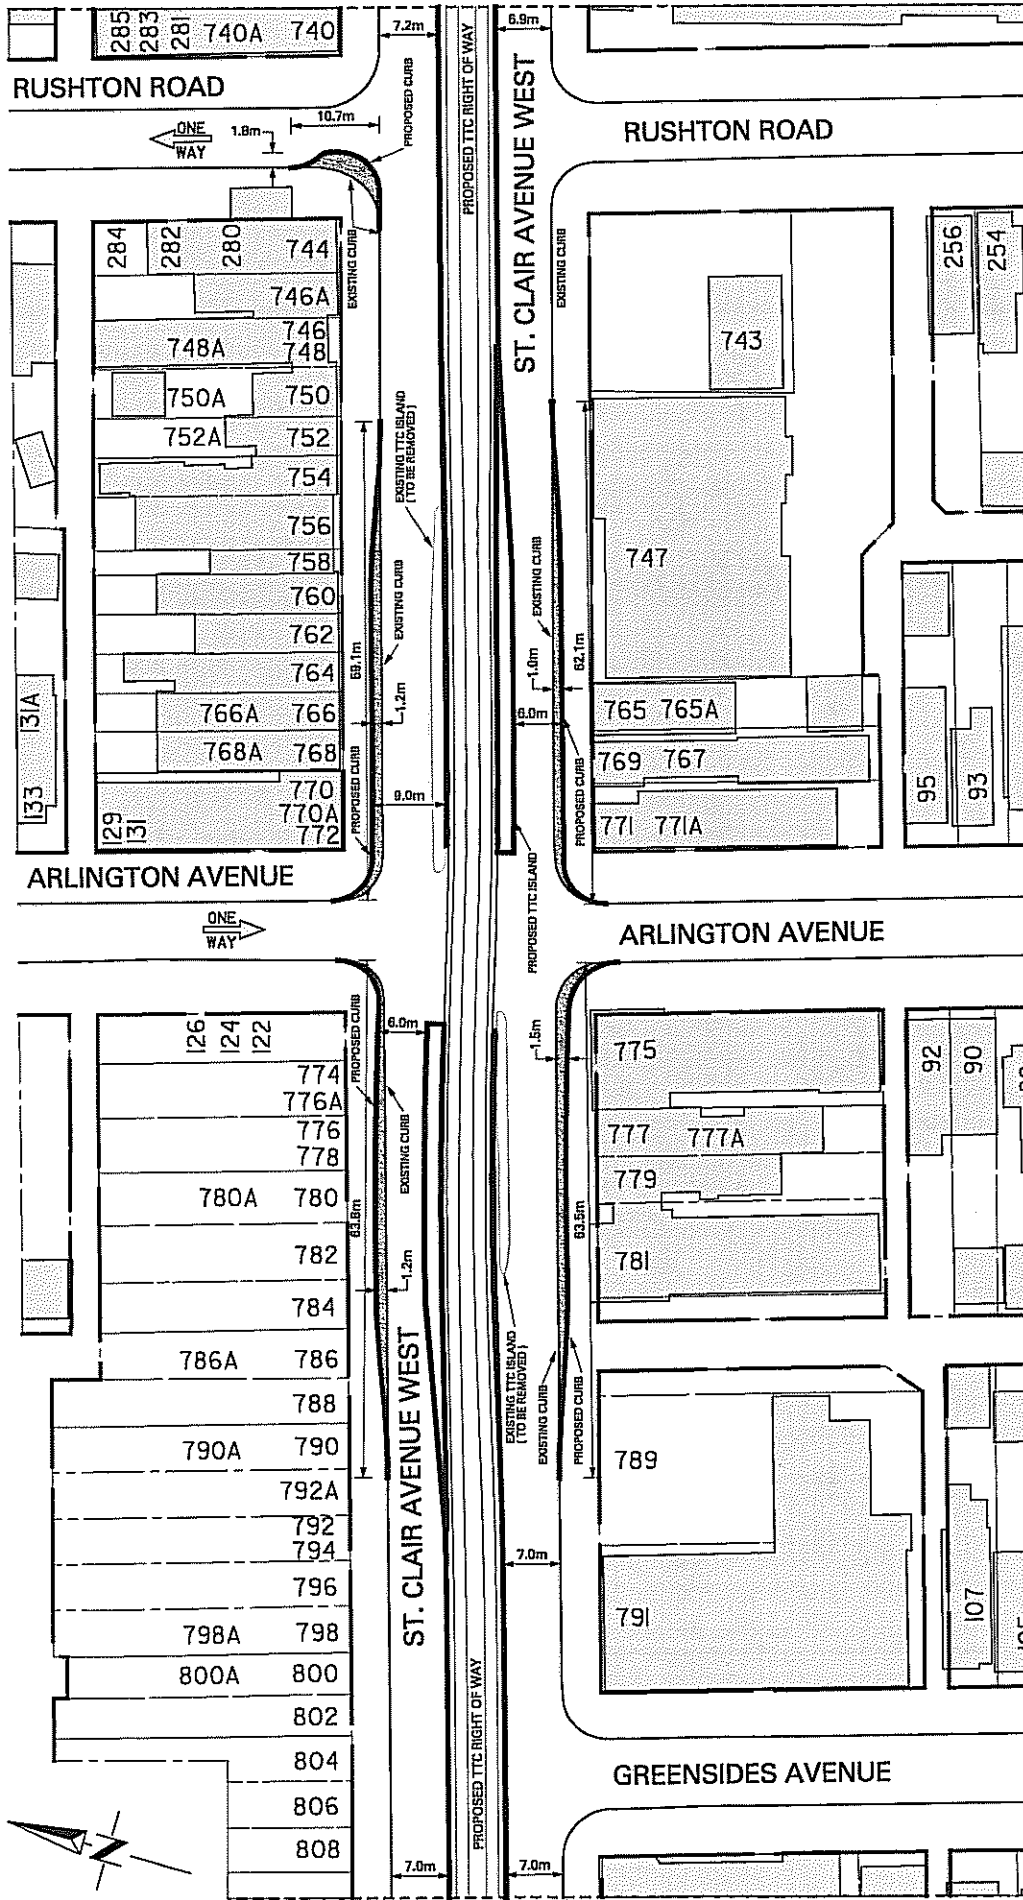 285
283
281
740A 740
7.2m
6.9m
RUSHTON ROAD
ONE
WAY
1.8m
10.7m
PROPOSED CURB
PROPOSED TTC RIGHT OF WAY
ST. CLAIR AVENUE WEST
RUSHTON ROAD
284
282
280
744
EXISTING CURB
EXISTING CURB
256
254
746A
746
748A 748
743
750A 750
752A 752
754
EXISTING TTC ISLAND
(TO BE REMOVED)
756
758
747
760
EXISTING CURB
EXISTING CURB
762
69.1m
62.1m
764
1.0m
131A
133
766A 766
1.2m
6.0m
765 765A
768A 768
769 767
95
93
PROPOSED CURB
9.0m
PROPOSED CURB
129
131
770
770A
772
771 771A
ARLINGTON AVENUE
PROPOSED TTC ISLAND
ONE
WAY
ARLINGTON AVENUE
126
124
122
PROPOSED CURB
6.0m
1.5m
775
92
90
774
776A
776
778
EXISTING CURB
777 777A
779
780A 780
63.8m
63.5m
782
781
784
1.2m
786A 786
ST. CLAIR AVENUE WEST
EXISTING TTC ISLAND
(TO BE REMOVED)
EXISTING CURB
PROPOSED CURB
788
790A 790
789
792A
792
794
7.0m
796
791
107
798A 798
800A 800
802
PROPOSED TTC RIGHT OF WAY
804
GREENSIDES AVENUE
806
808
N
7.0m
7.0m